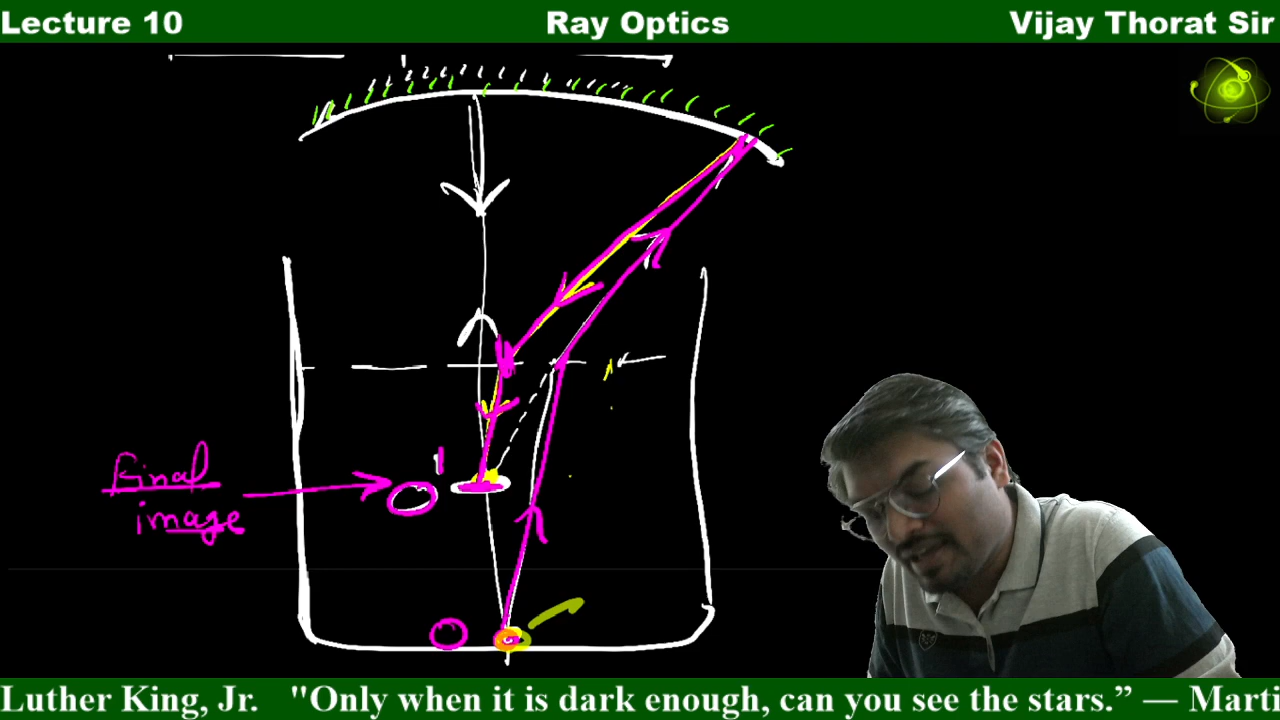 Lecture 10
Ray Optics
Vijay Thorat Sir
Final
image
O'
O
Luther King, Jr. "Only when it is dark enough, can you see the stars.” — Marti